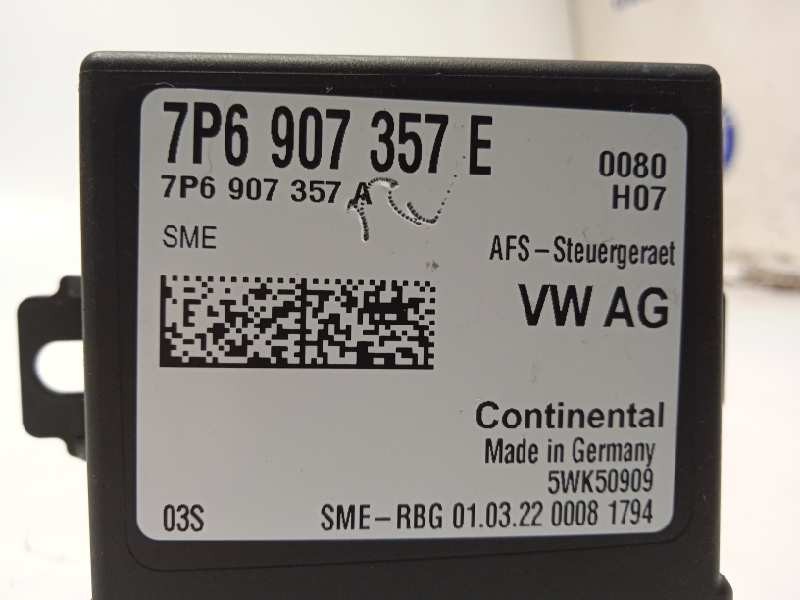 7P6 907 357 E
7P6 907 357 A
0080
H07
SME
AFS-Steuergeraet
VW AG
Continental
Made in Germany
5WK50909
03S
SME-RBG 01.03.22 0008 1794